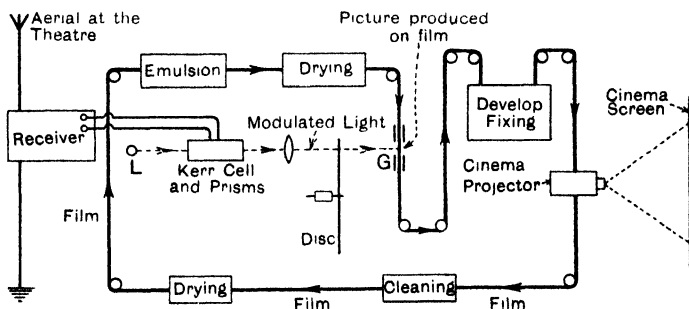 Aerial at the
Theatre
Picture produced
on film
Emulsion
Drying
Develop
Fixing
Cinema
Screen
Receiver
Modulated Light
L
Kerr Cell
and Prisms
G
Cinema
Projector
Film
Disc
Drying
Film
Cleaning
Film